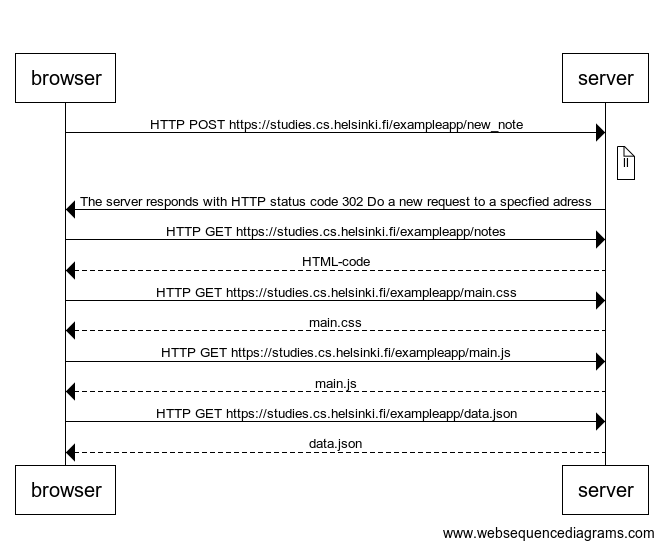 browser server
HTTP POST https://studies.cs.helsinki.fi/exampleapp/new_note
The server responds with HTTP status code 302 Do a new request to a specfied adress
HTTP GET https://studies.cs.helsinki.fi/exampleapp/notes
HTML-code
HTTP GET https://studies.cs.helsinki.fi/exampleapp/main.css
main.css
HTTP GET https://studies.cs.helsinki.fi/exampleapp/main.js
main.js
HTTP GET https://studies.cs.helsinki.fi/exampleapp/data.json
data.json
browser server
www.websequencediagrams.com